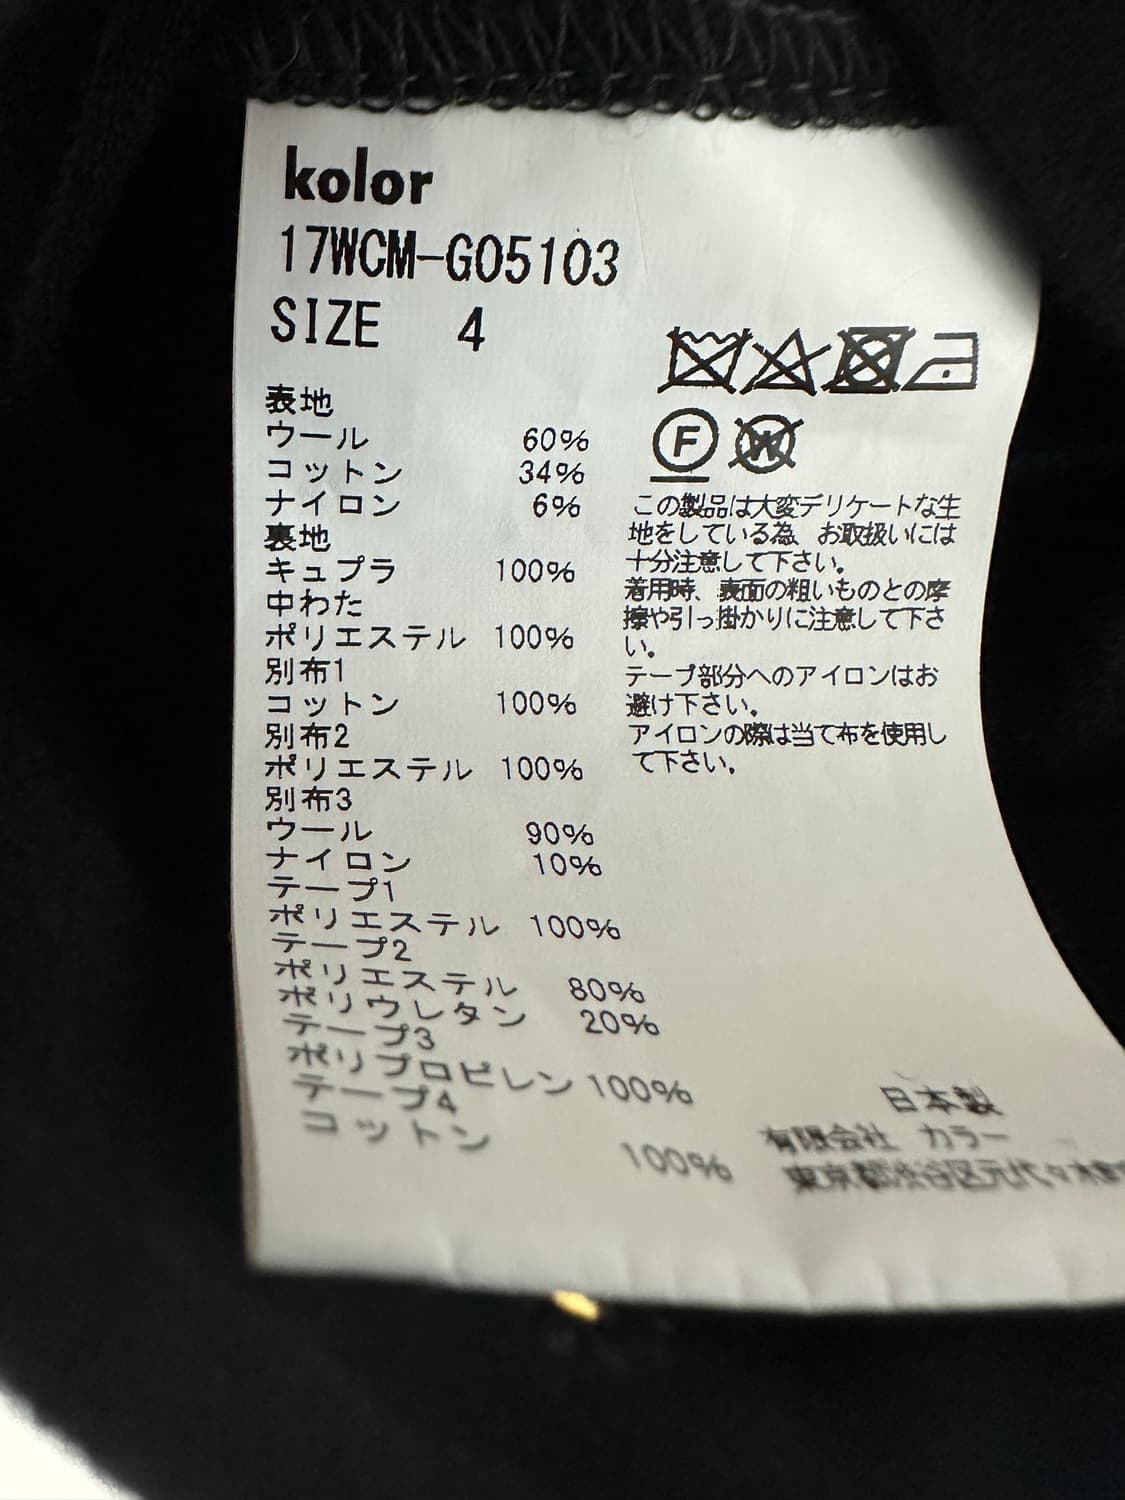 kolor
17WCM-G05103
SIZE 4
表地
ウール 60%
コットン 34%
ナイロン 6%
裏地
キュプラ 100%
中わた
ポリエステル 100%
別布1
コットン 100%
別布2
ポリエステル 100%
別布3
ウール 90%
ナイロン 10%
テープ1
ポリエステル 100%
テープ2
ポリエステル 80%
ポリウレタン 20%
テープ3
ポリプロピレン 100%
テープ4
コットン 100%
F
W
この製品は大変デリケートな生
地をしている為、お取扱いには
十分注意して下さい。
着用時、表面の粗いものとの摩
擦や引っ掛かりに注意して下さ
い。
テープ部分へのアイロンはお
避け下さい。
アイロンの際は当て布を使用し
て下さい。
日本製
有限会社 カラー
東京都渋谷区元代々木